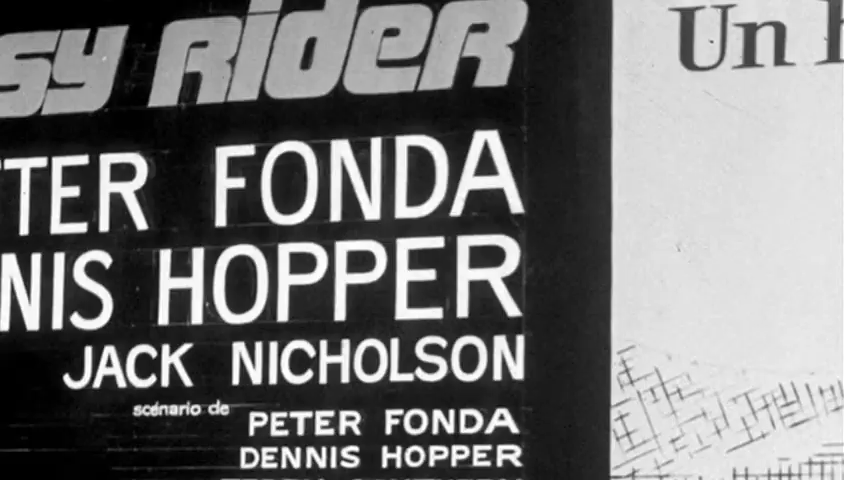 sy Rider
TER FONDA
NIS HOPPER
JACK NICHOLSON
scénario de
PETER FONDA
DENNIS HOPPER
Un